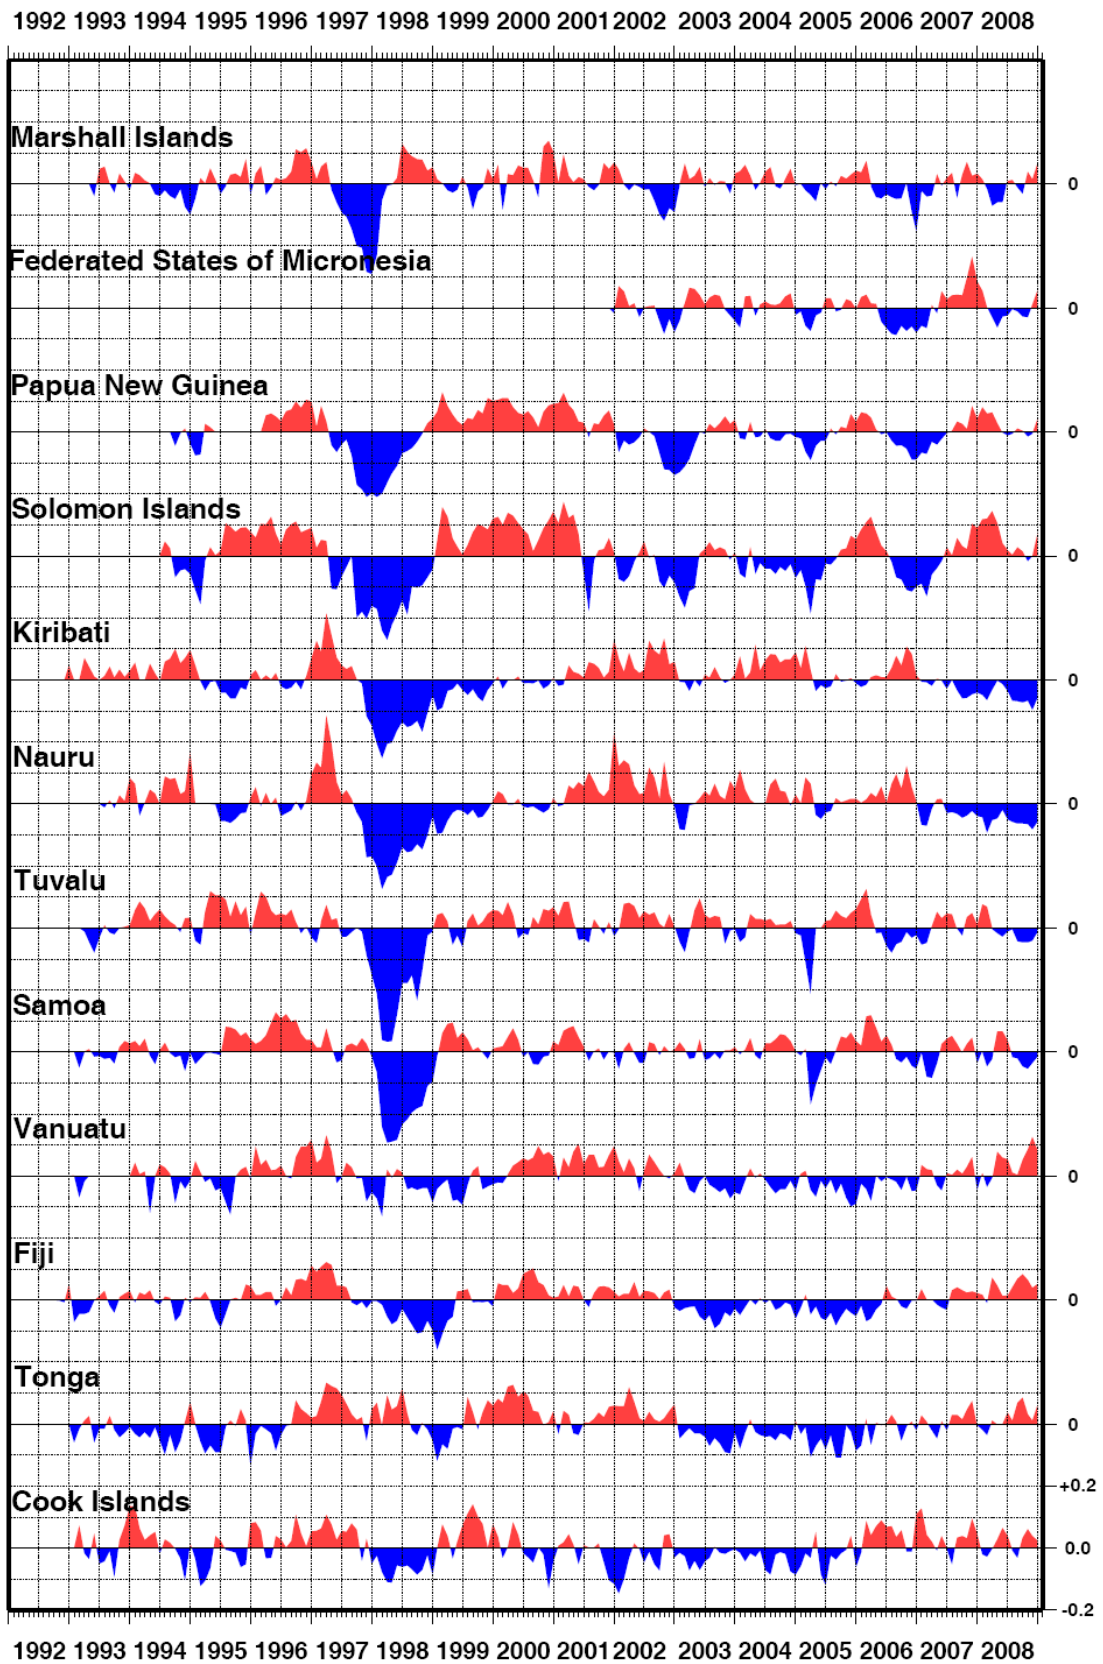 1992 1993 1994 1995 1996 1997 1998 1999 2000 2001 2002 2003 2004 2005 2006 2007 2008
Marshall Islands
0
Federated States of Micronesia
0
Papua New Guinea
0
Solomon Islands
0
Kiribati
0
Nauru
0
Tuvalu
0
Samoa
0
Vanuatu
0
Fiji
0
Tonga
0
+0.2
Cook Islands
0.0
-0.2
1992 1993 1994 1995 1996 1997 1998 1999 2000 2001 2002 2003 2004 2005 2006 2007 2008